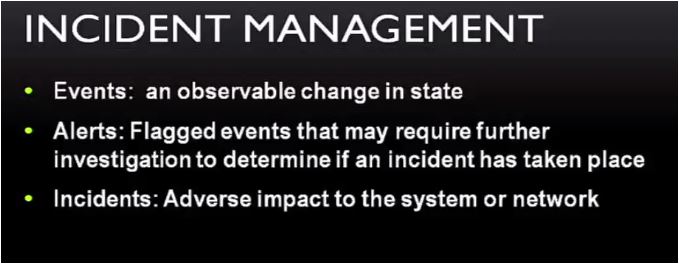 INCIDENT MANAGEMENT
• Events: an observable change in state
• Alerts: Flagged events that may require further
investigation to determine if an incident has taken place
• Incidents: Adverse impact to the system or network